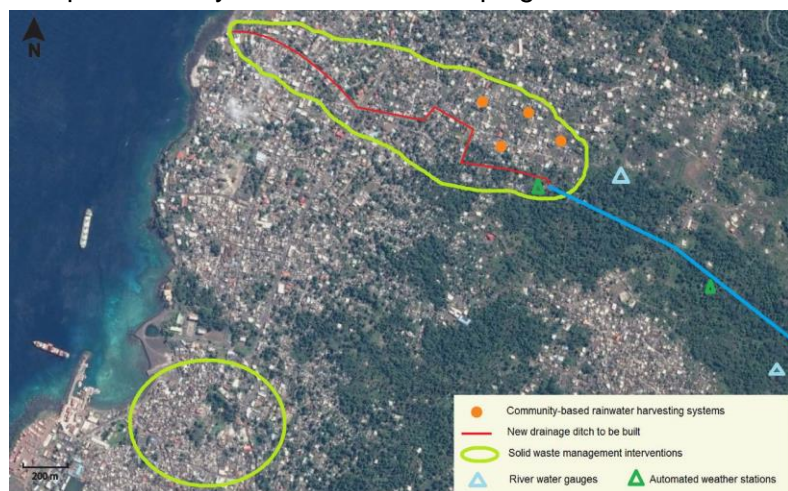 N
Community-based rainwater harvesting systems
New drainage ditch to be built
Solid waste management interventions
River water gauges Automated weather stations
200 m